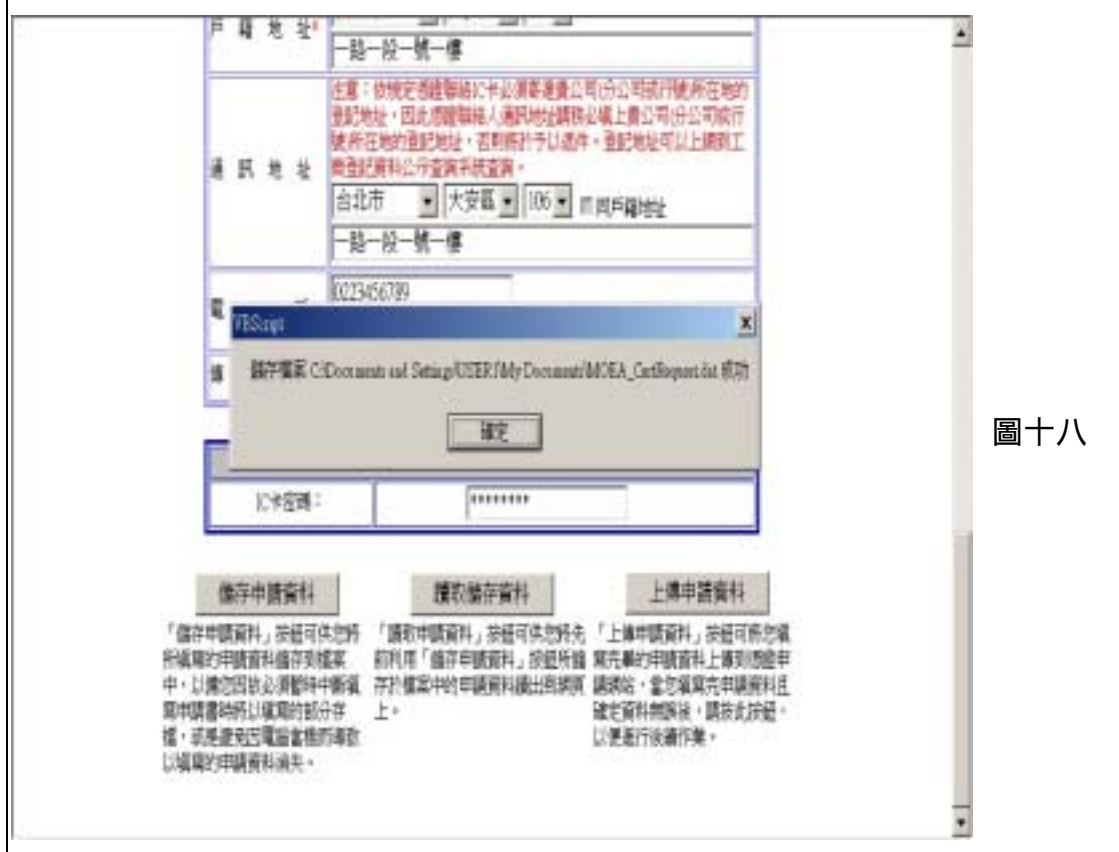 戶 籍 地 址*
一路一段一號一樓
注意：依規定憑證聯絡IC卡必須寄達貴公司(分公司或行號)所在地的
登記地址，因此憑證聯絡人通訊地址請務必填上貴公司(分公司或行
號)所在地的登記地址，否則將於予以退件。登記地址可以上網到工
商登記資料公示查詢系統查詢。
通 訊 地 址
台北市 大安區 106 同戶籍地址
一路一段一號一樓
電
0223456789
VBScript
儲存檔案 C:\Documents and Settings\USER1\My Documents\MOEA_CertRequest.dat 成功
確定
IC卡密碼：
********
儲存申請資料
讀取儲存資料
上傳申請資料
「儲存申請資料」按鈕可供您將
所填寫的申請資料儲存到檔案
中，以備您因故必須暫時中斷填
寫申請書時將以填寫的部分存
檔，或是避免因電腦當機而導致
以填寫的申請資料消失。
「讀取申請資料」按鈕可供您將先
前利用「儲存申請資料」按鈕所儲
存於檔案中的申請資料讀出到網頁
上。
「上傳申請資料」按鈕可將您填
寫完畢的申請資料上傳到憑證申
請網站，當您填寫完申請資料且
確定資料無誤後，請按此按鈕，
以便進行後續作業。
圖十八